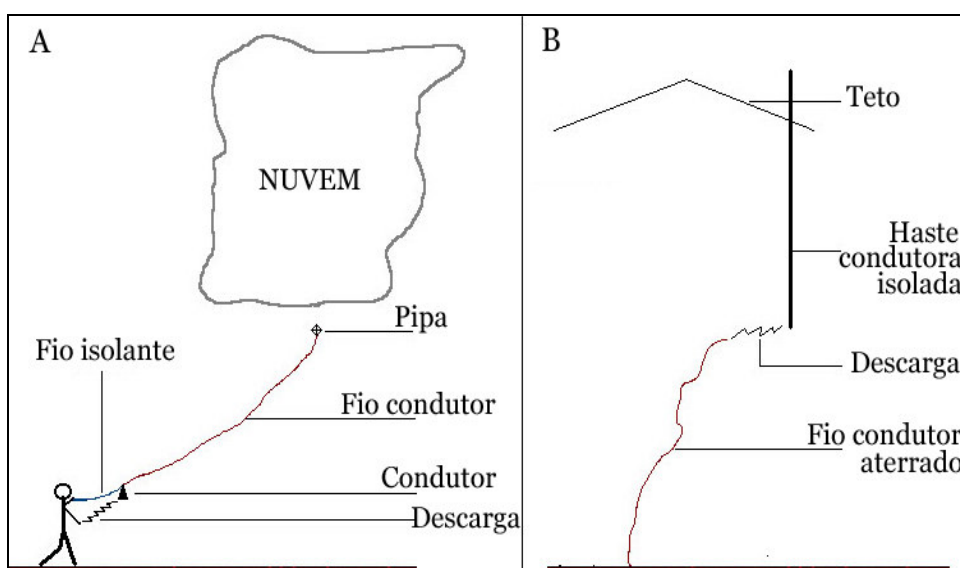 A
NUVEM
Pipa
Fio isolante
Fio condutor
Condutor
Descarga
B
Teto
Haste
condutora
isolada
Descarga
Fio condutor
aterrado